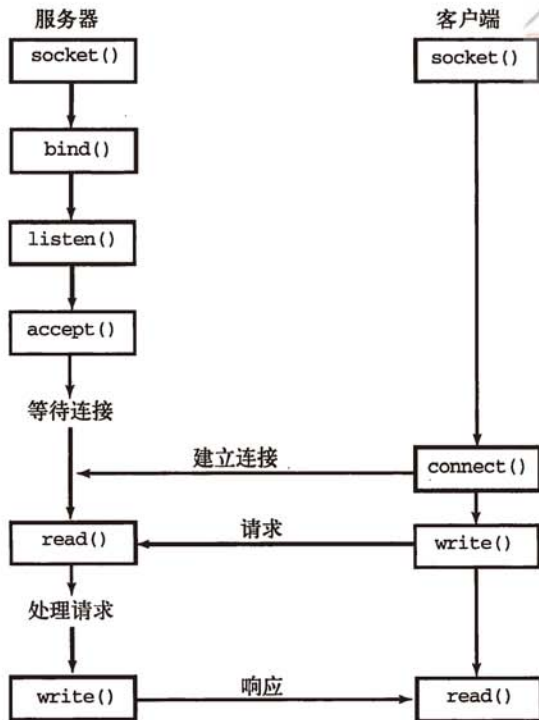 服务器
客户端
socket()
socket()
bind()
listen()
accept()
等待连接
建立连接
connect()
read()
请求
write()
处理请求
write()
响应
read()